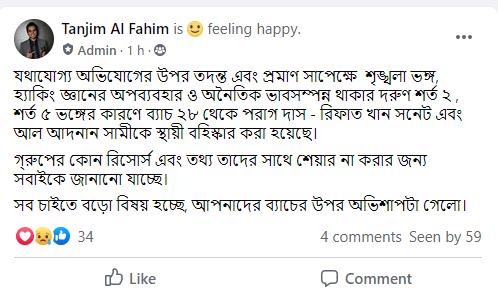 Tanjim Al Fahim is 🙂 feeling happy.
Admin · 1 h ·
যথাযোগ্য অভিযোগের উপর তদন্ত এবং প্রমাণ সাপেক্ষে শৃঙ্খলা ভঙ্গ,
হ্যাকিং জ্ঞানের অপব্যবহার ও অনৈতিক ভাবসম্পন্ন থাকার দরুণ শর্ত ২ ,
শর্ত ৫ ভঙ্গের কারণে ব্যাচ ২৮ থেকে পরাগ দাস - রিফাত খান সনেট এবং
আল আদনান সামীকে স্থায়ী বহিষ্কার করা হয়েছে।
গ্রুপের কোন রিসোর্স এবং তথ্য তাদের সাথে শেয়ার না করার জন্য
সবাইকে জানানো যাচ্ছে।
সব চাইতে বড়ো বিষয় হচ্ছে, আপনাদের ব্যাচের উপর অভিশাপটা গেলো।
34 4 comments Seen by 59
Like Comment